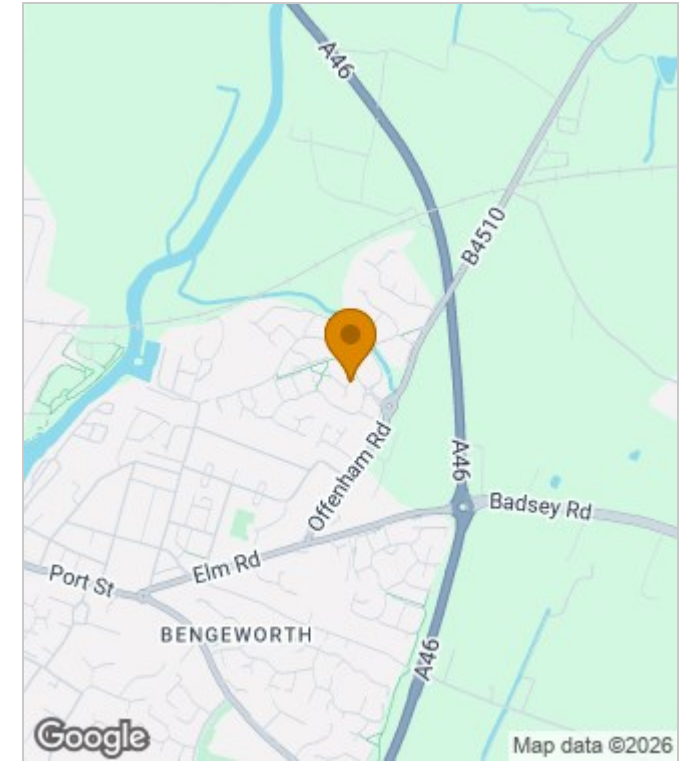 A46
B4510
A46
Offenham Rd
Badsey Rd
Elm Rd
Port St
BENGEWORTH
A46
Google
Map data ©2026